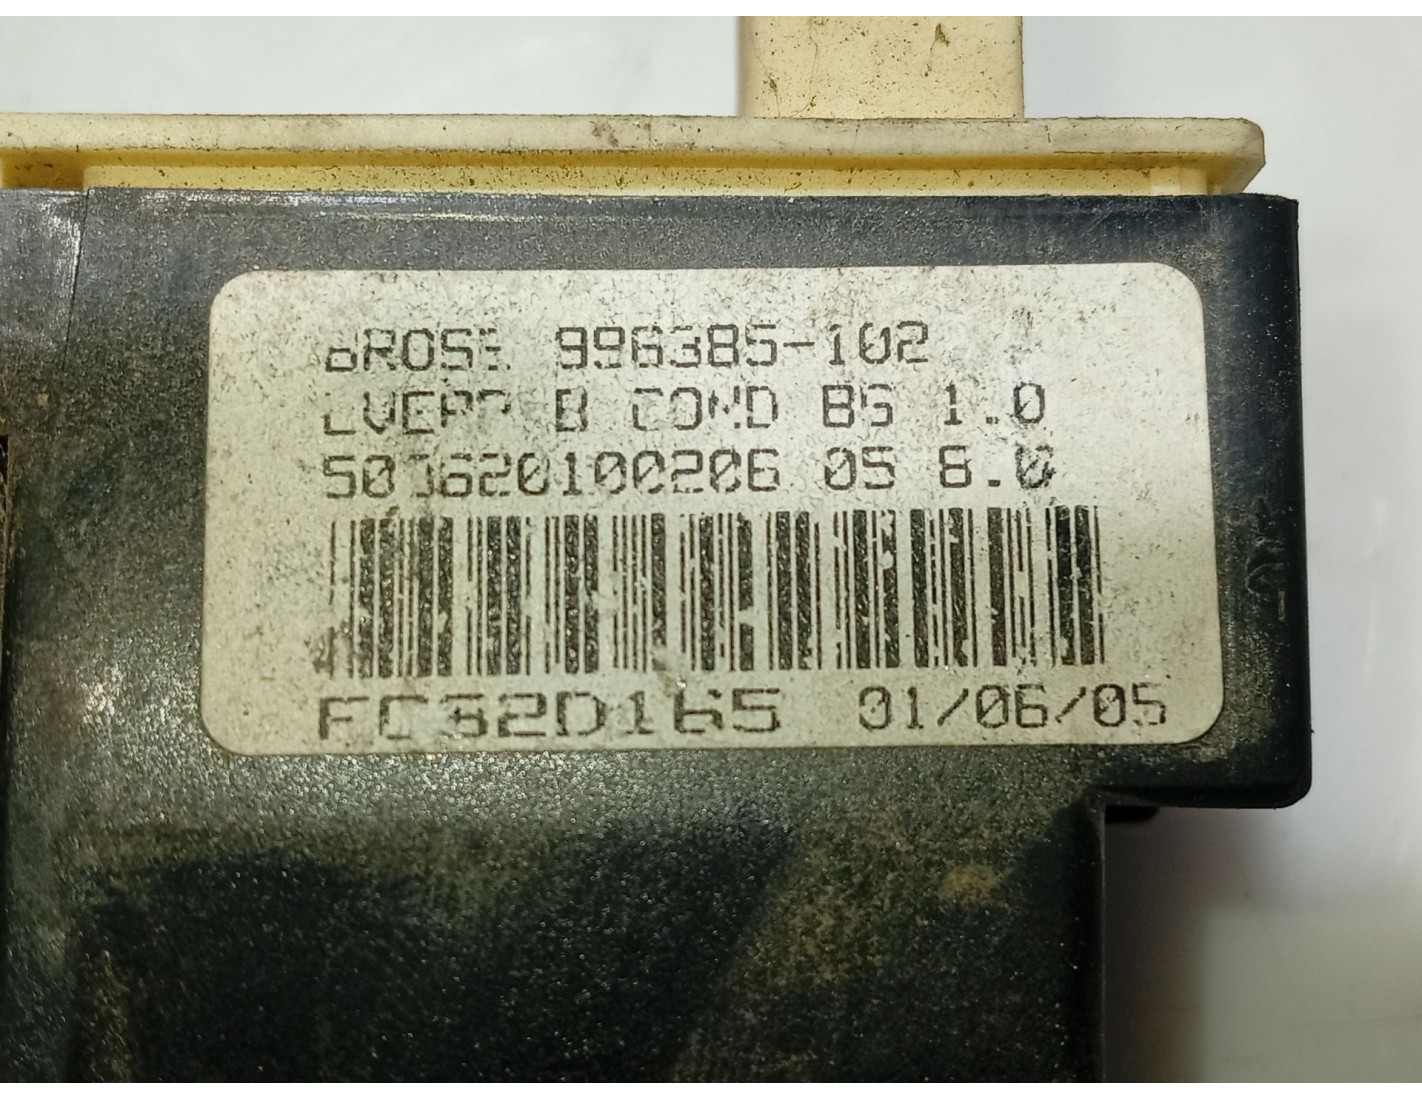 BROSE 996385-102
LVEPP B COND BS 1.0
503620100206 05 8.0
FC32D165 01/06/05